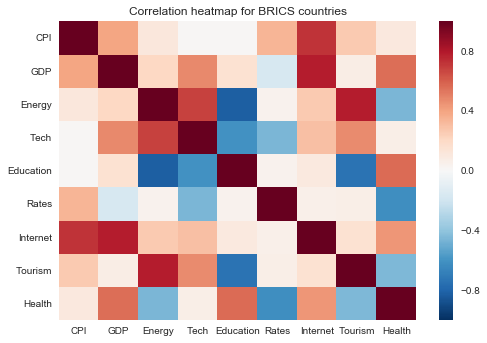 Correlation heatmap for BRICS countries
CPI
GDP
Energy
Tech
Education
Rates
Internet
Tourism
Health
CPI GDP Energy Tech Education Rates Internet Tourism Health
0.8
0.4
0.0
−0.4
−0.8